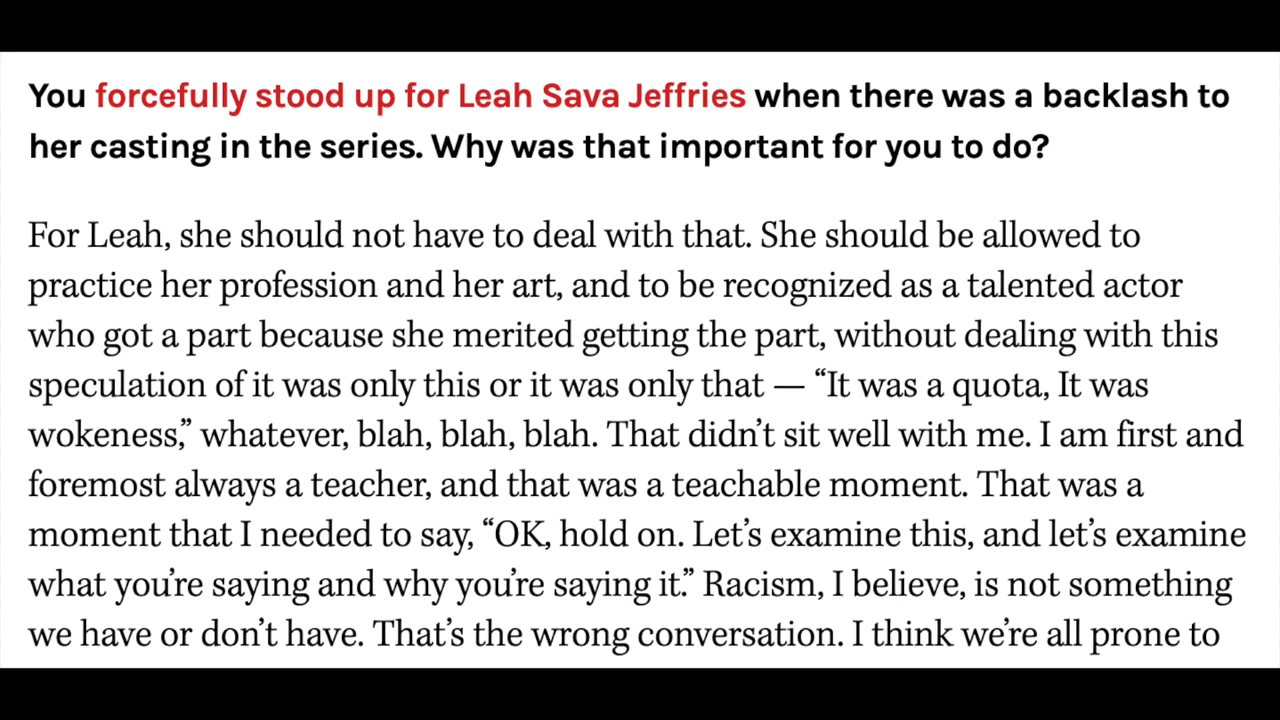 You forcefully stood up for Leah Sava Jeffries when there was a backlash to
her casting in the series. Why was that important for you to do?
For Leah, she should not have to deal with that. She should be allowed to
practice her profession and her art, and to be recognized as a talented actor
who got a part because she merited getting the part, without dealing with this
speculation of it was only this or it was only that — “It was a quota, It was
wokeness,” whatever, blah, blah, blah. That didn’t sit well with me. I am first and
foremost always a teacher, and that was a teachable moment. That was a
moment that I needed to say, “OK, hold on. Let’s examine this, and let’s examine
what you’re saying and why you’re saying it.” Racism, I believe, is not something
we have or don’t have. That’s the wrong conversation. I think we’re all prone to